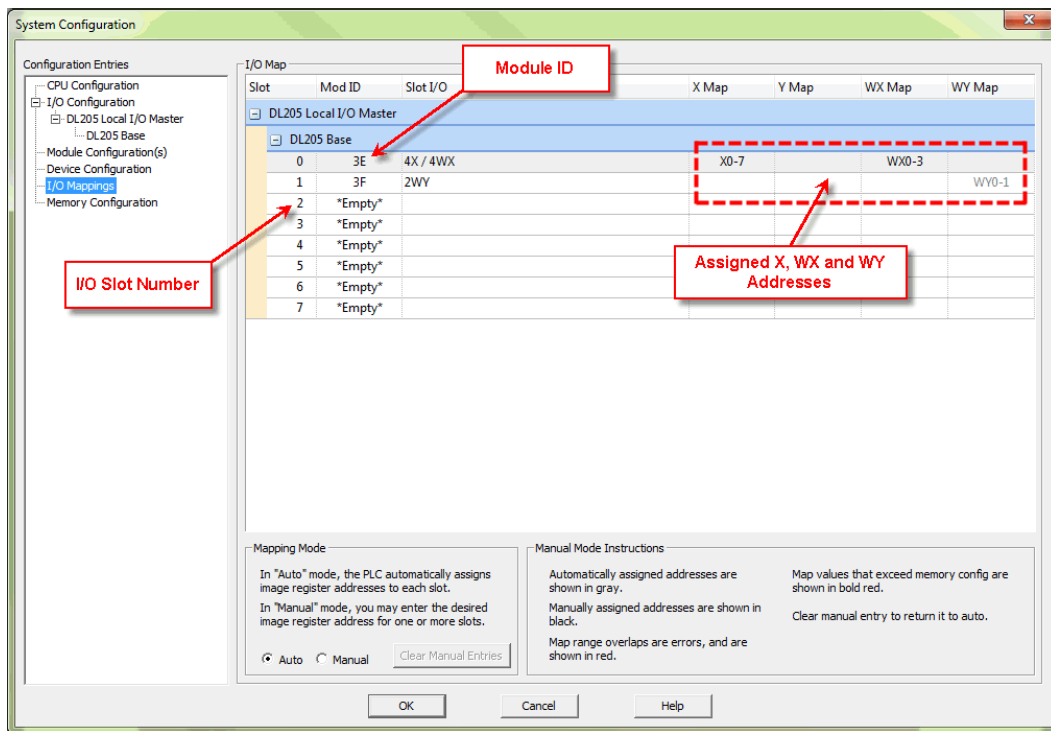 System Configuration
Configuration Entries
CPU Configuration
I/O Configuration
DL205 Local I/O Master
DL205 Base
Module Configuration(s)
Device Configuration
I/O Mappings
Memory Configuration
I/O Map
Module ID
Slot Mod ID Slot I/O X Map Y Map WX Map WY Map
DL205 Local I/O Master
DL205 Base
0 3E 4X / 4WX X0-7 WX0-3
1 3F 2WY WY0-1
2 *Empty*
3 *Empty*
4 *Empty*
5 *Empty*
6 *Empty*
7 *Empty*
I/O Slot Number
Assigned X, WX and WY
Addresses
Mapping Mode
In "Auto" mode, the PLC automatically assigns
image register addresses to each slot.
In "Manual" mode, you may enter the desired
image register address for one or more slots.
Auto Manual Clear Manual Entries
Manual Mode Instructions
Automatically assigned addresses are
shown in gray.
Manually assigned addresses are shown in
black.
Map range overlaps are errors, and are
shown in red.
Map values that exceed memory config are
shown in bold red.
Clear manual entry to return it to auto.
OK Cancel Help